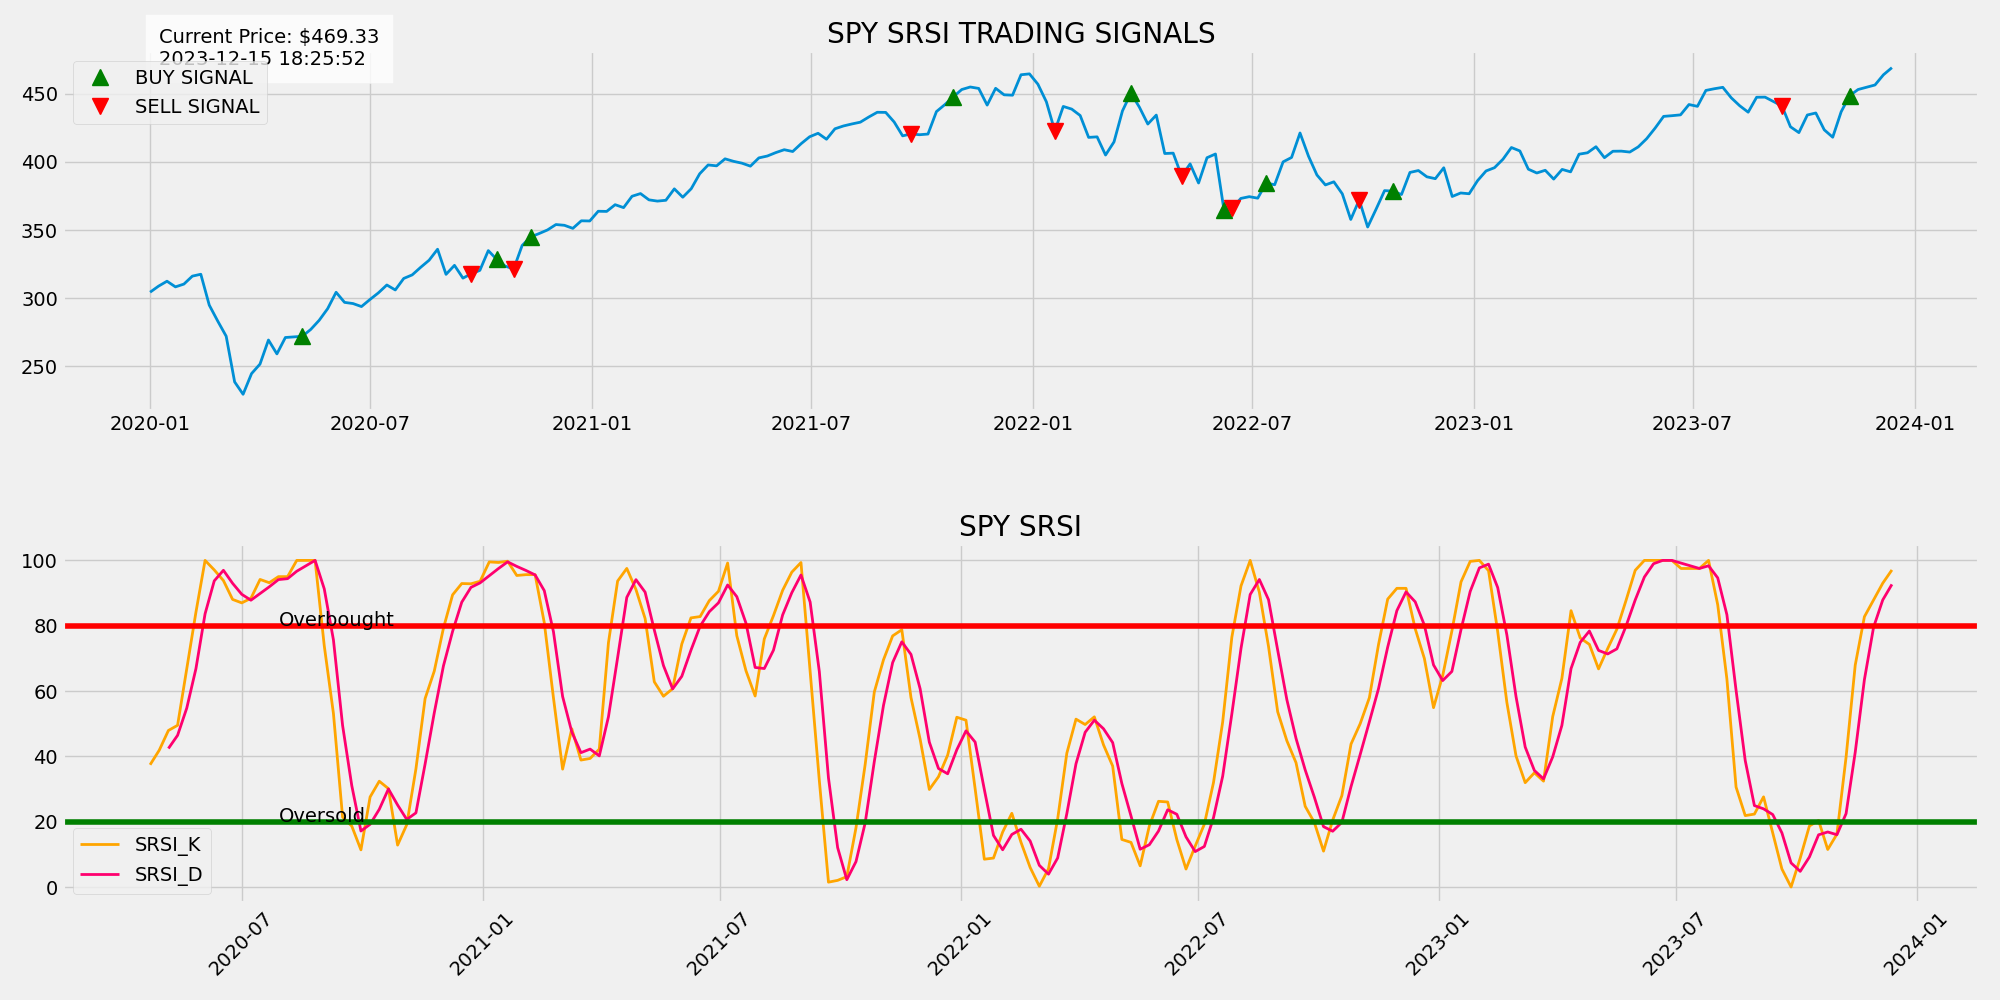 SPY SRSI TRADING SIGNALS
Current Price: $469.33
2023-12-15 18:25:52
BUY SIGNAL
SELL SIGNAL
450
400
350
300
250
2020-01 2020-07 2021-01 2021-07 2022-01 2022-07 2023-01 2023-07 2024-01
SPY SRSI
100
80
60
40
20
0
Overbought
Oversold
SRSI_K
SRSI_D
2020-07 2021-01 2021-07 2022-01 2022-07 2023-01 2023-07 2024-01